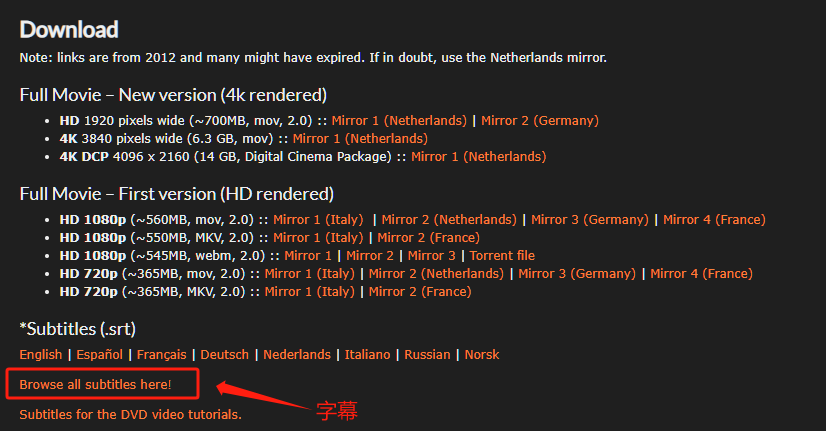 Download
Note: links are from 2012 and many might have expired. If in doubt, use the Netherlands mirror.
Full Movie – New version (4k rendered)
• HD 1920 pixels wide (~700MB, mov, 2.0) :: Mirror 1 (Netherlands) | Mirror 2 (Germany)
• 4K 3840 pixels wide (6.3 GB, mov) :: Mirror 1 (Netherlands)
• 4K DCP 4096 x 2160 (14 GB, Digital Cinema Package) :: Mirror 1 (Netherlands)
Full Movie – First version (HD rendered)
• HD 1080p (~560MB, mov, 2.0) :: Mirror 1 (Italy) | Mirror 2 (Netherlands) | Mirror 3 (Germany) | Mirror 4 (France)
• HD 1080p (~550MB, MKV, 2.0) :: Mirror 1 (Italy) | Mirror 2 (France)
• HD 1080p (~545MB, webm, 2.0) :: Mirror 1 | Mirror 2 | Mirror 3 | Torrent file
• HD 720p (~365MB, mov, 2.0) :: Mirror 1 (Italy) | Mirror 2 (Netherlands) | Mirror 3 (Germany) | Mirror 4 (France)
• HD 720p (~365MB, MKV, 2.0) :: Mirror 1 (Italy) | Mirror 2 (France)
*Subtitles (.srt)
English | Español | Français | Deutsch | Nederlands | Italiano | Russian | Norsk
Browse all subtitles here!
字幕
Subtitles for the DVD video tutorials.